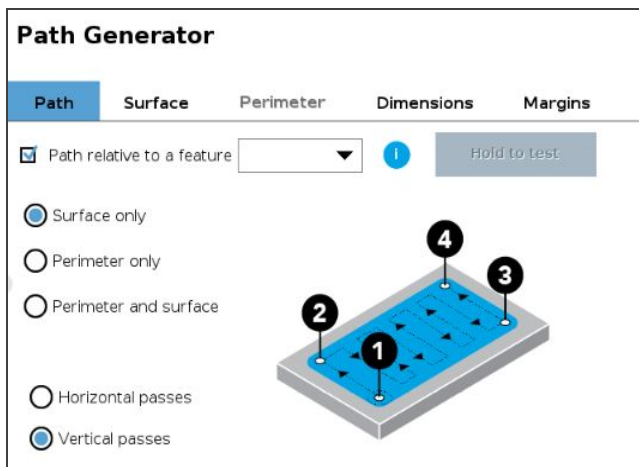 Path Generator
Path Surface Perimeter Dimensions Margins
Path relative to a feature i Hold to test
Surface only
Perimeter only
Perimeter and surface
4
3
2
1
Horizontal passes
Vertical passes